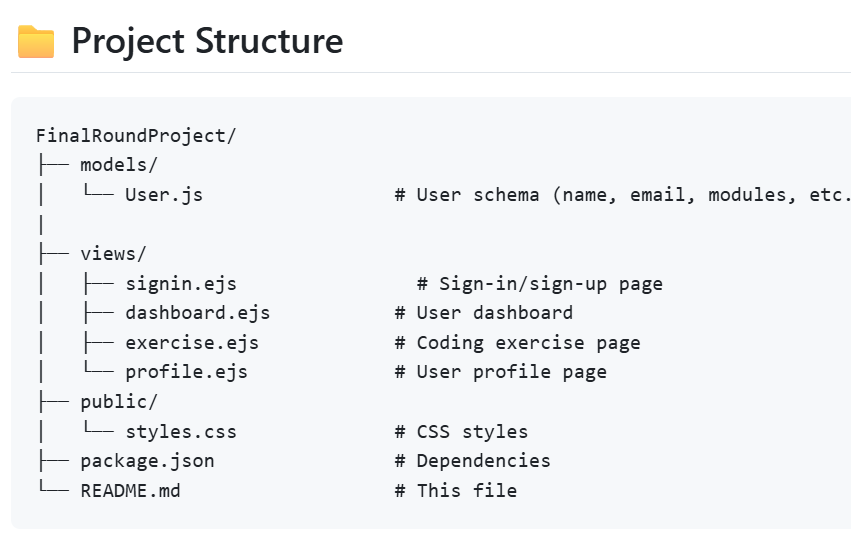 Project Structure
FinalRoundProject/
├── models/
│   └── User.js                 # User schema (name, email, modules, etc.
│
├── views/
│   ├── signin.ejs                # Sign-in/sign-up page
│   ├── dashboard.ejs           # User dashboard
│   ├── exercise.ejs            # Coding exercise page
│   └── profile.ejs             # User profile page
├── public/
│   └── styles.css              # CSS styles
├── package.json                # Dependencies
└── README.md                   # This file